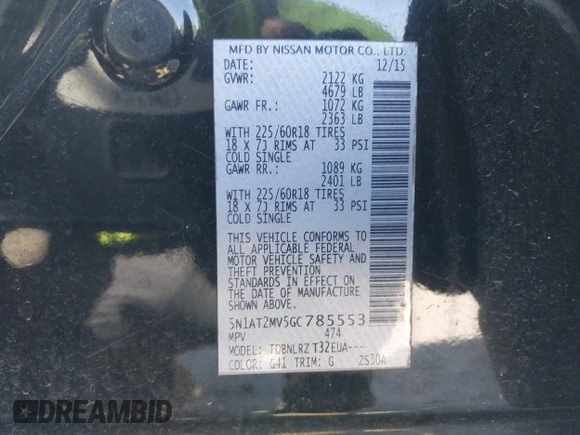 MFD BY NISSAN MOTOR CO., LTD.
DATE: 12/15
GVWR: 2122 KG
4679 LB
GAWR FR.: 1072 KG
2363 LB
WITH 225/60R18 TIRES
18 X 7J RIMS AT 33 PSI
COLD SINGLE
GAWR RR.: 1089 KG
2401 LB
WITH 225/60R18 TIRES
18 X 7J RIMS AT 33 PSI
COLD SINGLE
THIS VEHICLE CONFORMS TO
ALL APPLICABLE FEDERAL
MOTOR VEHICLE SAFETY AND
THEFT PREVENTION
STANDARDS IN EFFECT ON
THE DATE OF MANUFACTURE
SHOWN ABOVE.
5N1AT2MV5GC785553
MPV 474
MODEL: TDBNLRZ T32EUA---
COLOR: G41 TRIM: G ZS30A
DREAMBID